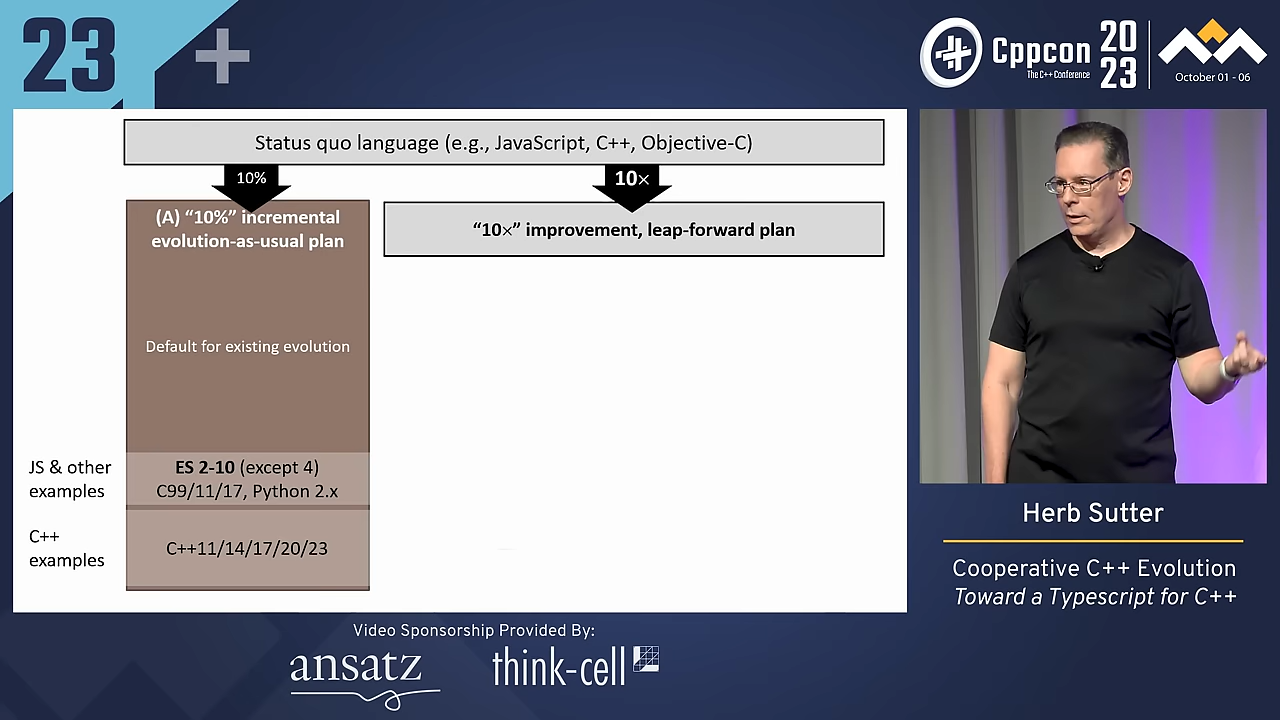 23
Cppcon
The C++ Conference
20
23
October 01 - 06
Status quo language (e.g., JavaScript, C++, Objective-C)
10%
10×
(A) “10%” incremental
evolution-as-usual plan
“10×” improvement, leap-forward plan
Default for existing evolution
JS & other
examples
ES 2-10 (except 4)
C99/11/17, Python 2.x
C++
examples
C++11/14/17/20/23
Herb Sutter
Cooperative C++ Evolution
Toward a Typescript for C++
Video Sponsorship Provided By:
ansatz
think-cell